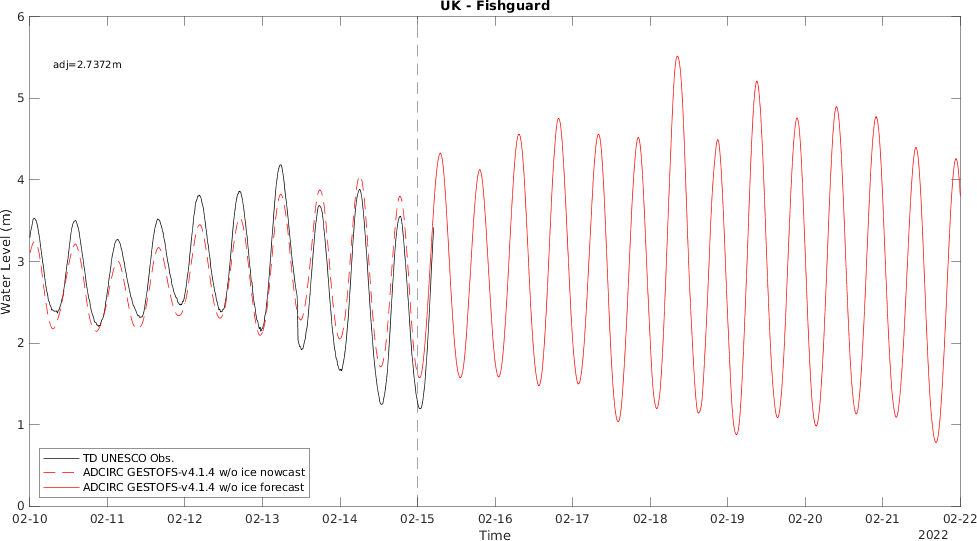 UK - Fishguard
6
adj=2.7372m
5
4
3
2
1
0
Water Level (m)
TD UNESCO Obs.
ADCIRC GESTOFS-v4.1.4 w/o ice nowcast
ADCIRC GESTOFS-v4.1.4 w/o ice forecast
02-10 02-11 02-12 02-13 02-14 02-15 02-16 02-17 02-18 02-19 02-20 02-21 02-22
Time
2022